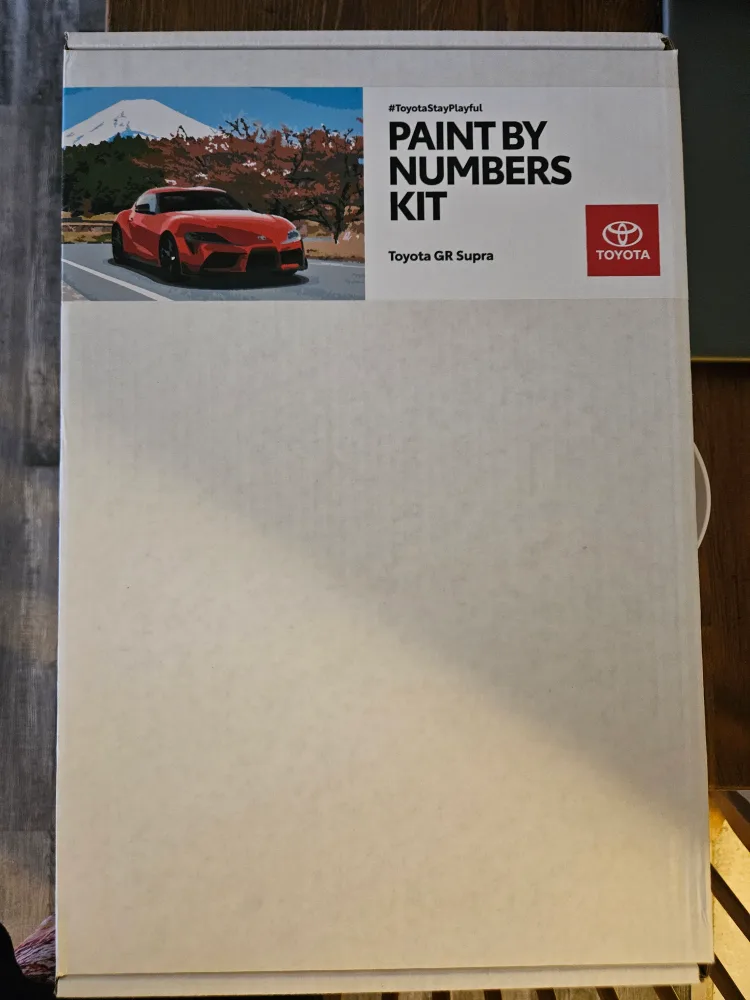 #ToyotaStayPlayful
PAINT BY
NUMBERS
KIT
Toyota GR Supra
TOYOTA